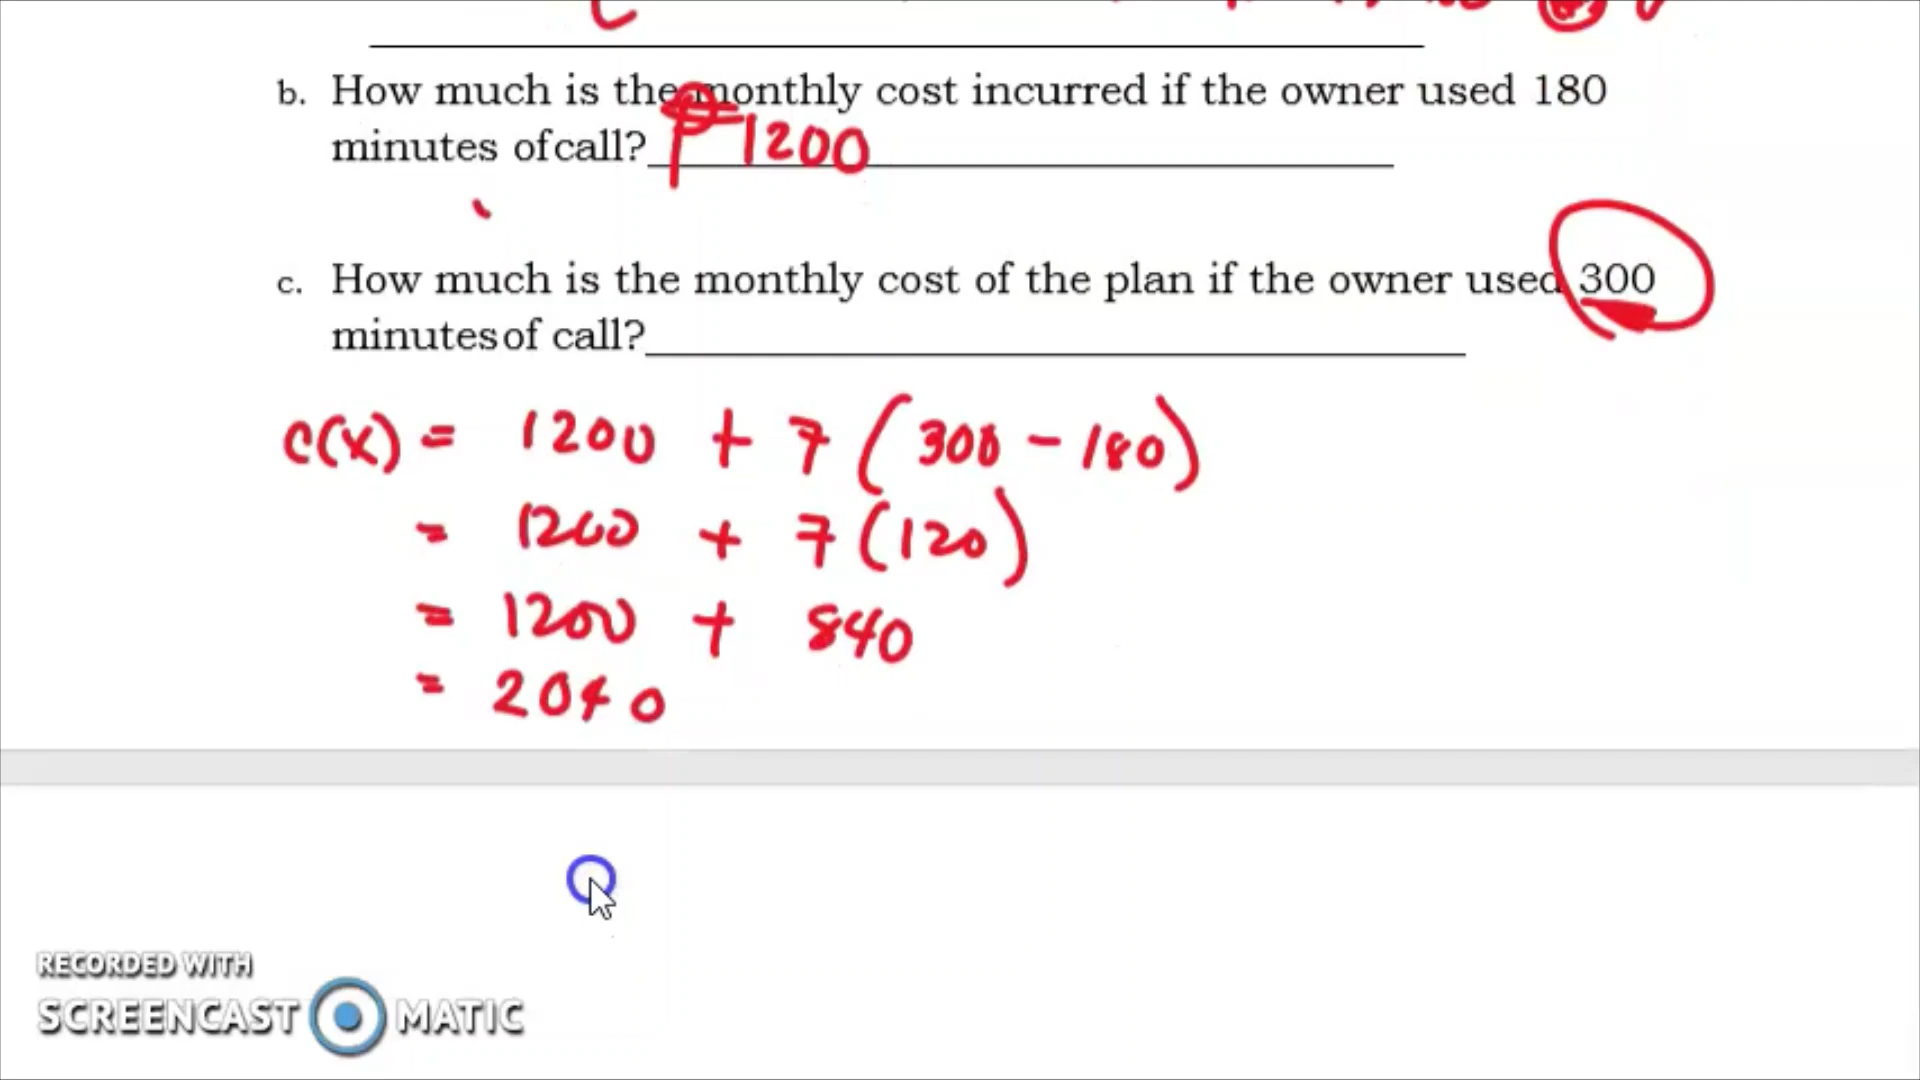 b. How much is the monthly cost incurred if the owner used 180
minutes of call? ₱1200
c. How much is the monthly cost of the plan if the owner used 300
minutes of call?
C(x) = 1200 + 7 (300 - 180)
= 1200 + 7 (120)
= 1200 + 840
= 2040
RECORDED WITH
SCREENCAST MATIC